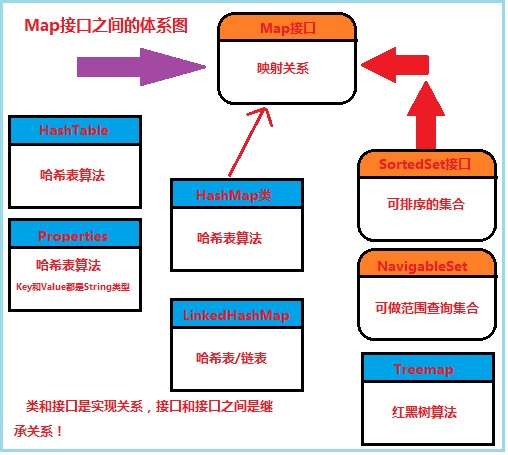 Map接口之间的体系图
Map接口
映射关系
HashTable
哈希表算法
Properties
哈希表算法
Key和Value都是String类型
HashMap类
哈希表算法
LinkedHashMap
哈希表/链表
SortedSet接口
可排序的集合
NavigableSet
可做范围查询集合
Treemap
红黑树算法
类和接口是实现关系，接口和接口之间是继
承关系！